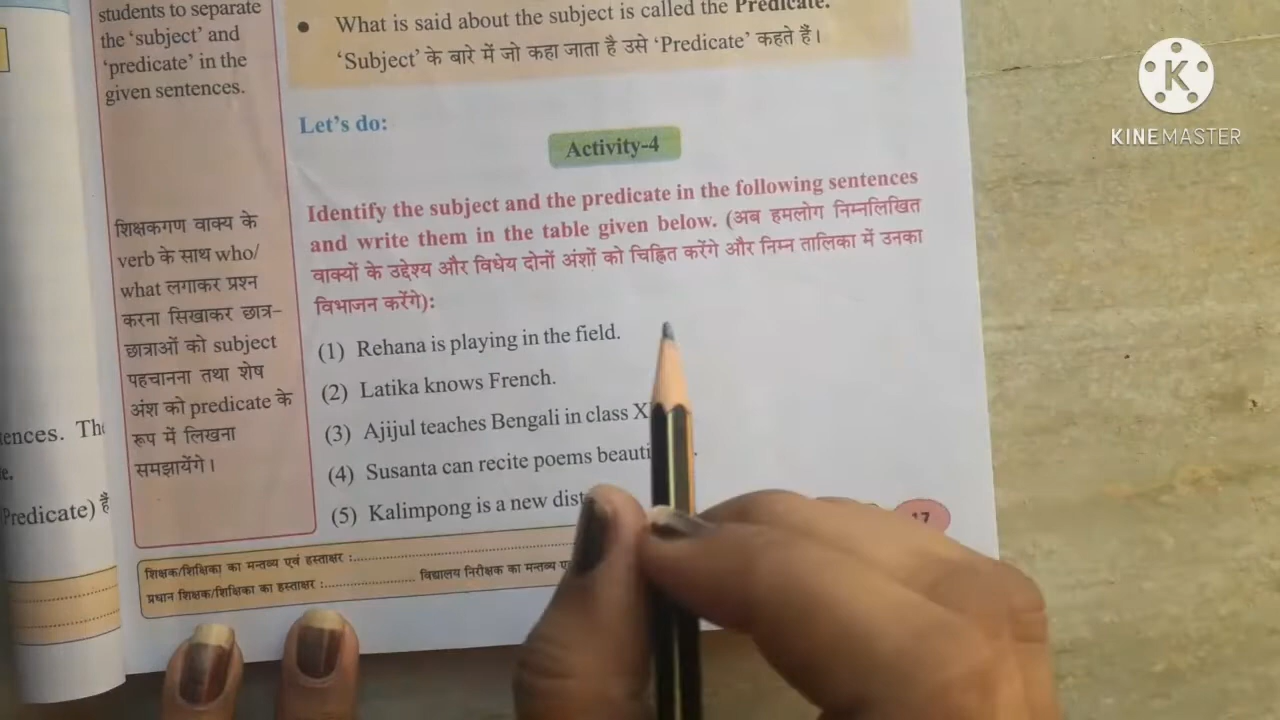 students to separate
the ‘subject’ and
‘predicate’ in the
given sentences.
शिक्षकगण वाक्य के
verb के साथ who/
what लगाकर प्रश्न
करना सिखाकर छात्र–
छात्राओं को subject
पहचानना तथा शेष
अंश को predicate के
रूप में लिखना
समझायेंगे।
ences. The
e.
Predicate) हैं
• What is said about the subject is called the Predicate.
‘Subject’ के बारे में जो कहा जाता है उसे ‘Predicate’ कहते हैं।
Let’s do:
Activity-4
Identify the subject and the predicate in the following sentences
and write them in the table given below. (अब हमलोग निम्नलिखित
वाक्यों के उद्देश्य और विधेय दोनों अंशों को चिह्नित करेंगे और निम्न तालिका में उनका
विभाजन करेंगे):
(1) Rehana is playing in the field.
(2) Latika knows French.
(3) Ajijul teaches Bengali in class
(4) Susanta can recite poems
(5) Kalimpong is a new
17
शिक्षक/शिक्षिका का मन्तव्य एवं हस्ताक्षर :
प्रधान शिक्षक/शिक्षिका का हस्ताक्षर : विद्यालय निरीक्षक का मन्तव्य
KINEMASTER